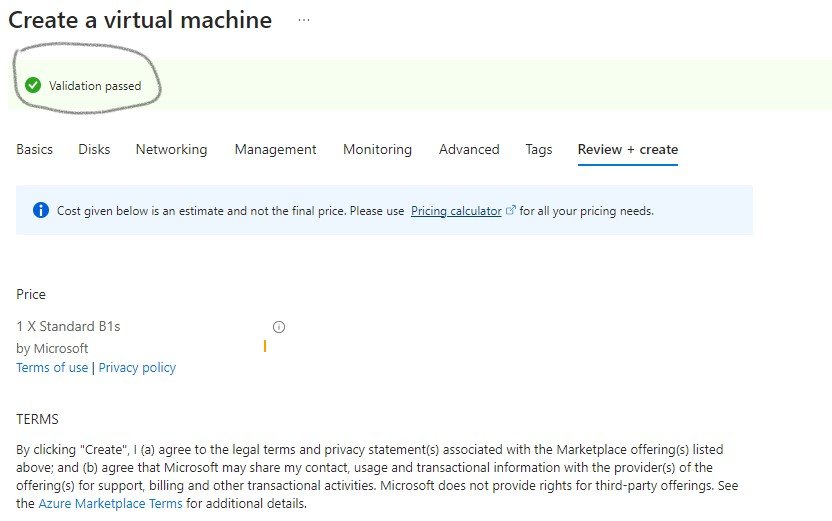 Create a virtual machine ...
Validation passed
Basics Disks Networking Management Monitoring Advanced Tags Review + create
Cost given below is an estimate and not the final price. Please use Pricing calculator for all your pricing needs.
Price
1 X Standard B1s
by Microsoft
Terms of use | Privacy policy
TERMS
By clicking "Create", I (a) agree to the legal terms and privacy statement(s) associated with the Marketplace offering(s) listed
above; and (b) agree that Microsoft may share my contact, usage and transactional information with the provider(s) of the
offering(s) for support, billing and other transactional activities. Microsoft does not provide rights for third-party offerings. See
the Azure Marketplace Terms for additional details.